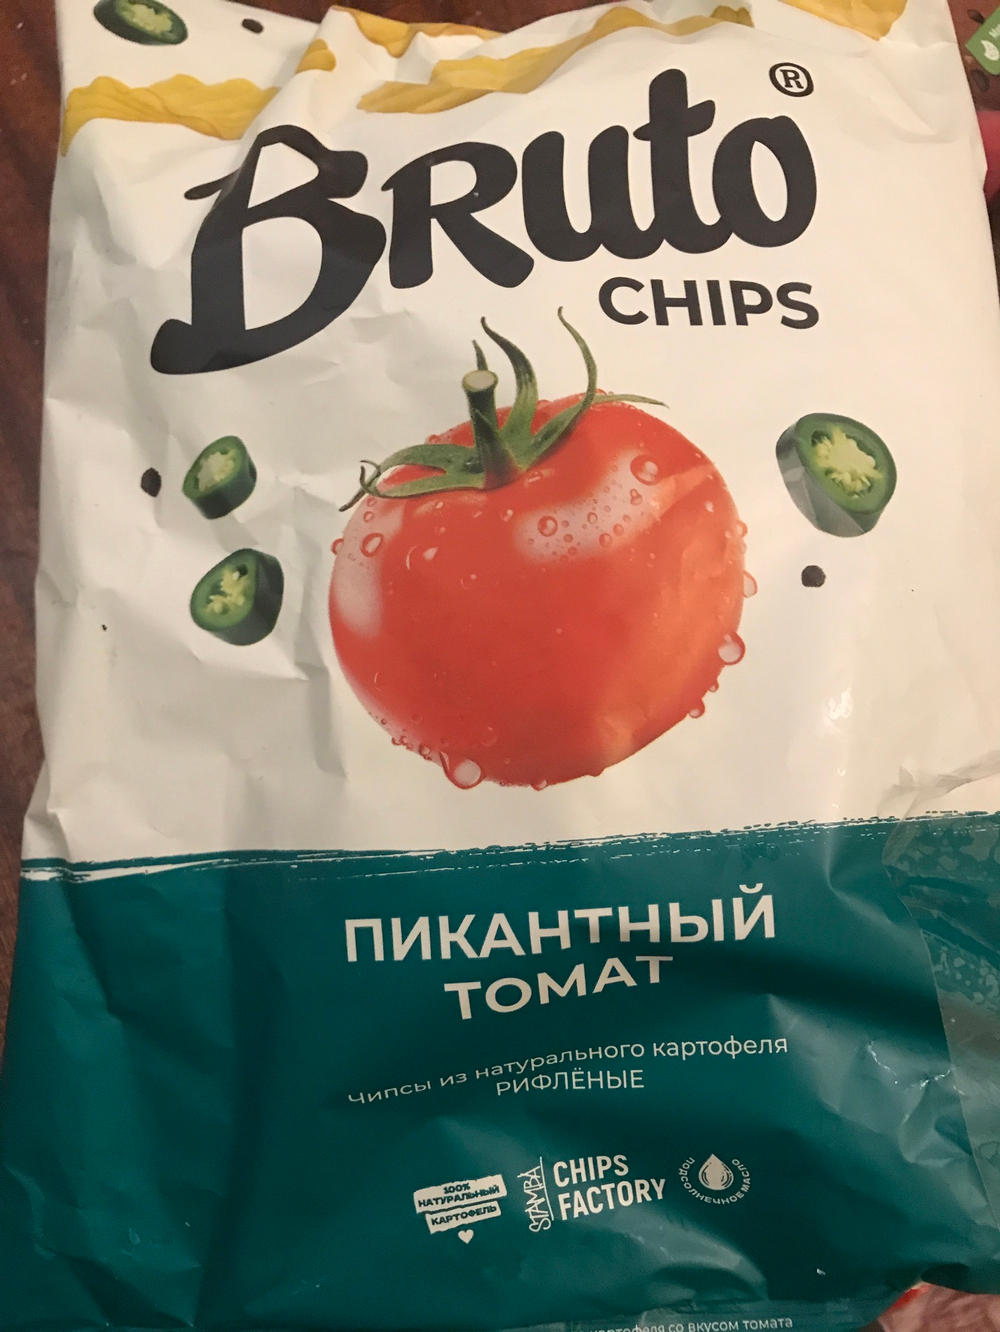 Bruto ®
CHIPS
ПИКАНТНЫЙ
ТОМАТ
Чипсы из натурального картофеля
РИФЛЁНЫЕ
100%
НАТУРАЛЬНЫЙ
КАРТОФЕЛЬ
STAMBA
CHIPS
FACTORY
ПОДСОЛНЕЧНОЕ МАСЛО
картофеля со вкусом томата